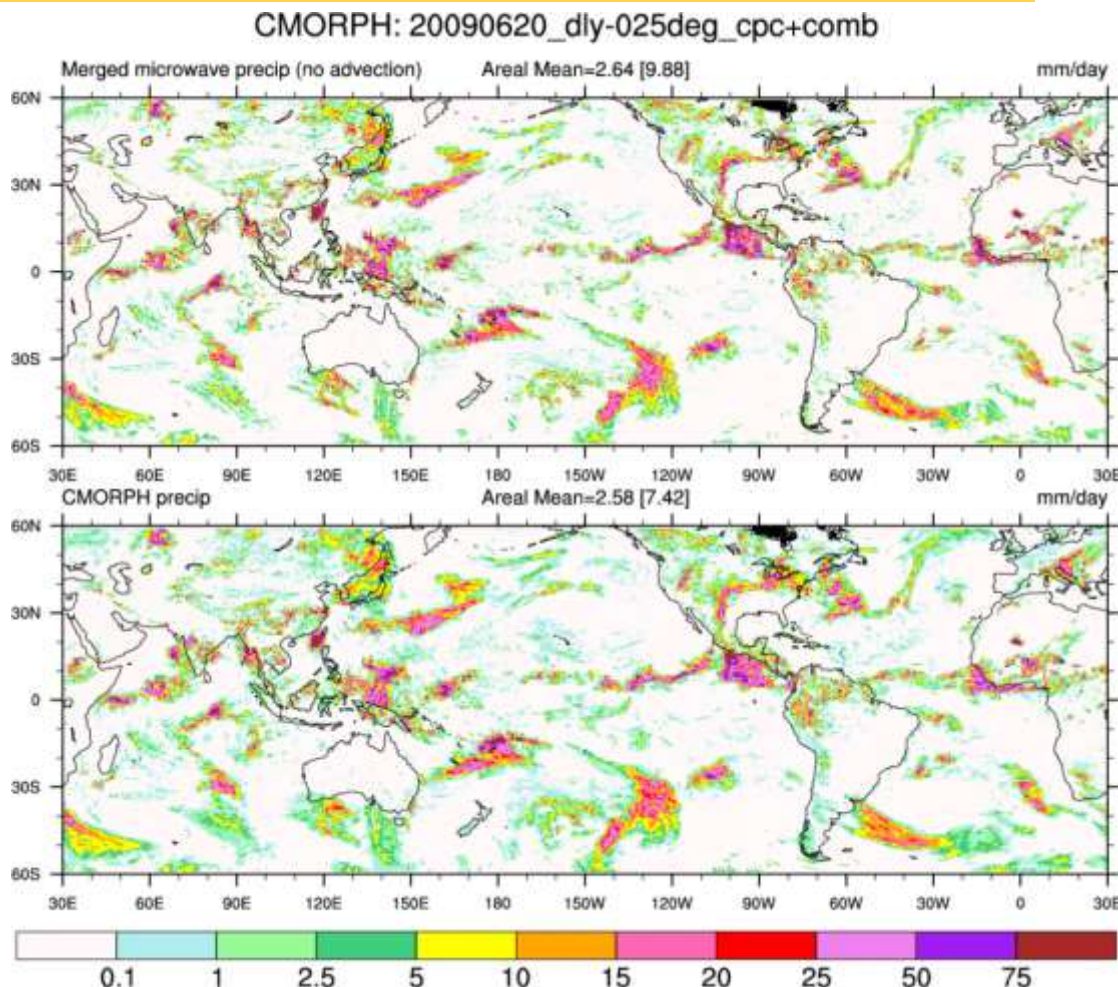 CMORPH: 20090620_dly-025deg_cpc+comb
Merged microwave precip (no advection) Areal Mean=2.64 [9.88] mm/day
60N
30N
0
30S
60S
30E 60E 90E 120E 150E 180 150W 120W 90W 60W 30W 0 30E
CMORPH precip Areal Mean=2.58 [7.42] mm/day
60N
30N
0
30S
60S
30E 60E 90E 120E 150E 180 150W 120W 90W 60W 30W 0 30E
0.1 1 2.5 5 10 15 20 25 50 75